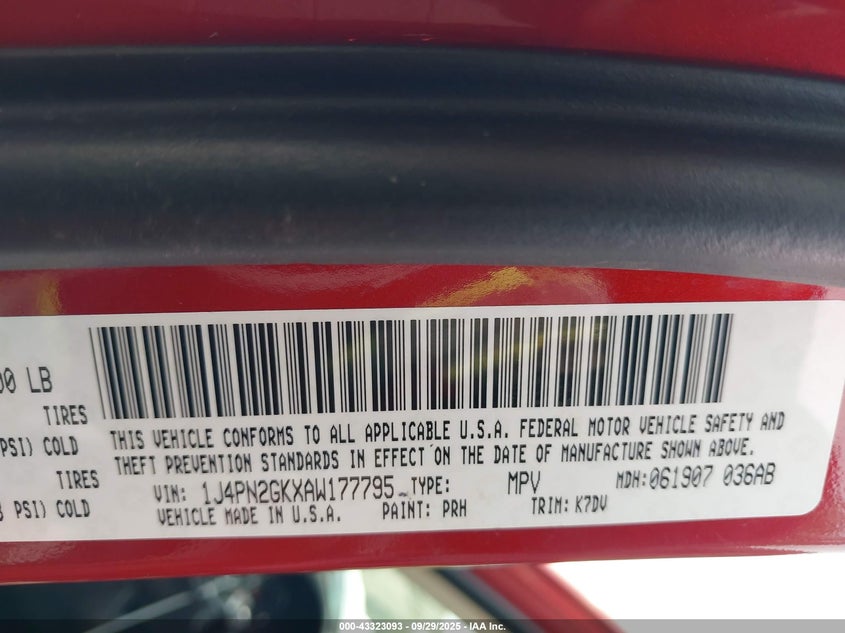 00 LB
TIRES
PSI) COLD
TIRES
PSI) COLD
THIS VEHICLE CONFORMS TO ALL APPLICABLE U.S.A. FEDERAL MOTOR VEHICLE SAFETY AND
THEFT PREVENTION STANDARDS IN EFFECT ON THE DATE OF MANUFACTURE SHOWN ABOVE.
VIN: 1J4PN2GKXAW177795 TYPE: MPV MDH:061907 036AB
VEHICLE MADE IN U.S.A. PAINT: PRH TRIM: K7DV
000-43323093 - 09/29/2025 - IAA Inc.